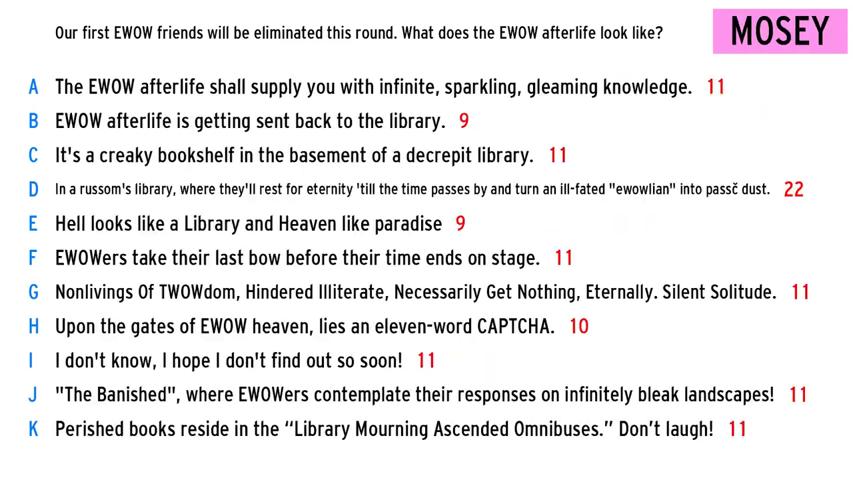 Our first EWOW friends will be eliminated this round. What does the EWOW afterlife look like?
MOSEY
A The EWOW afterlife shall supply you with infinite, sparkling, gleaming knowledge. 11
B EWOW afterlife is getting sent back to the library. 9
C It's a creaky bookshelf in the basement of a decrepit library. 11
D In a russom's library, where they'll rest for eternity 'till the time passes by and turn an ill-fated "ewowlian" into passč dust. 22
E Hell looks like a Library and Heaven like paradise 9
F EWOWers take their last bow before their time ends on stage. 11
G Nonlivings Of TWOWdom, Hindered Illiterate, Necessarily Get Nothing, Eternally. Silent Solitude. 11
H Upon the gates of EWOW heaven, lies an eleven-word CAPTCHA. 10
I I don't know, I hope I don't find out so soon! 11
J "The Banished", where EWOWers contemplate their responses on infinitely bleak landscapes! 11
K Perished books reside in the “Library Mourning Ascended Omnibuses.” Don’t laugh! 11